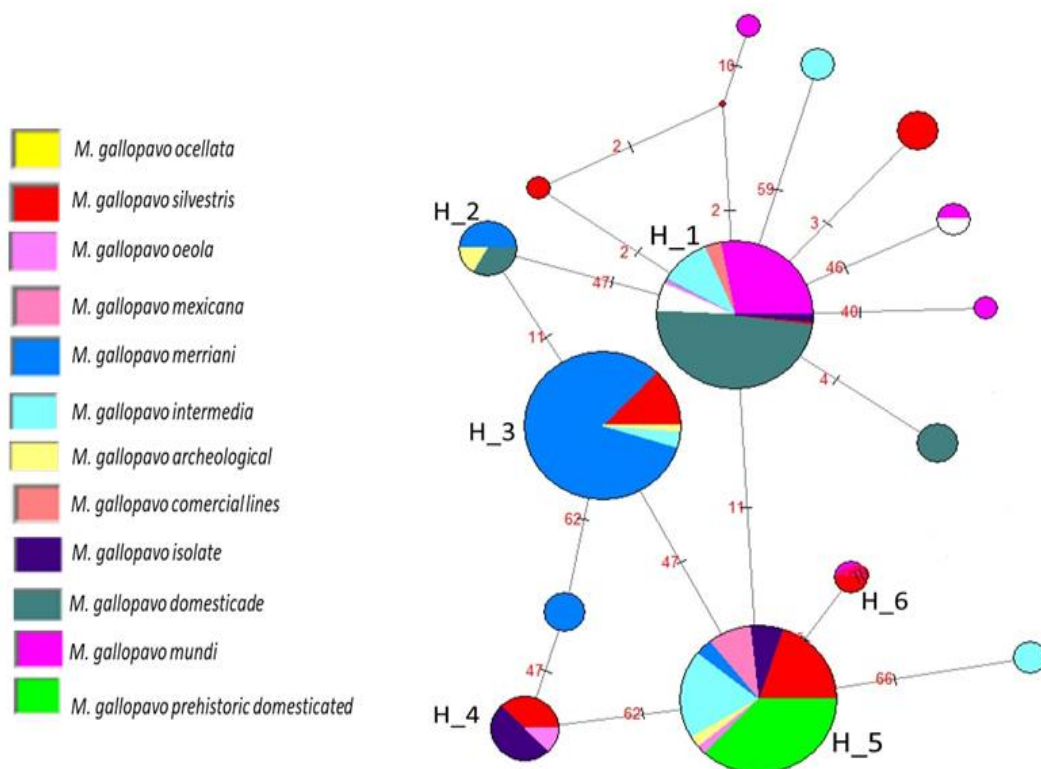 M. gallopavo ocellata
M. gallopavo silvestris
M. gallopavo oeola
M. gallopavo mexicana
M. gallopavo merriani
M. gallopavo intermedia
M. gallopavo archeological
M. gallopavo comercial lines
M. gallopavo isolate
M. gallopavo domesticade
M. gallopavo mundi
M. gallopavo prehistoric domesticated
10
59
2
3
H_2
2
H_1
46
2
47
40
11
4
H_3
62
11
47
H_6
47
66
H_4
62
H_5